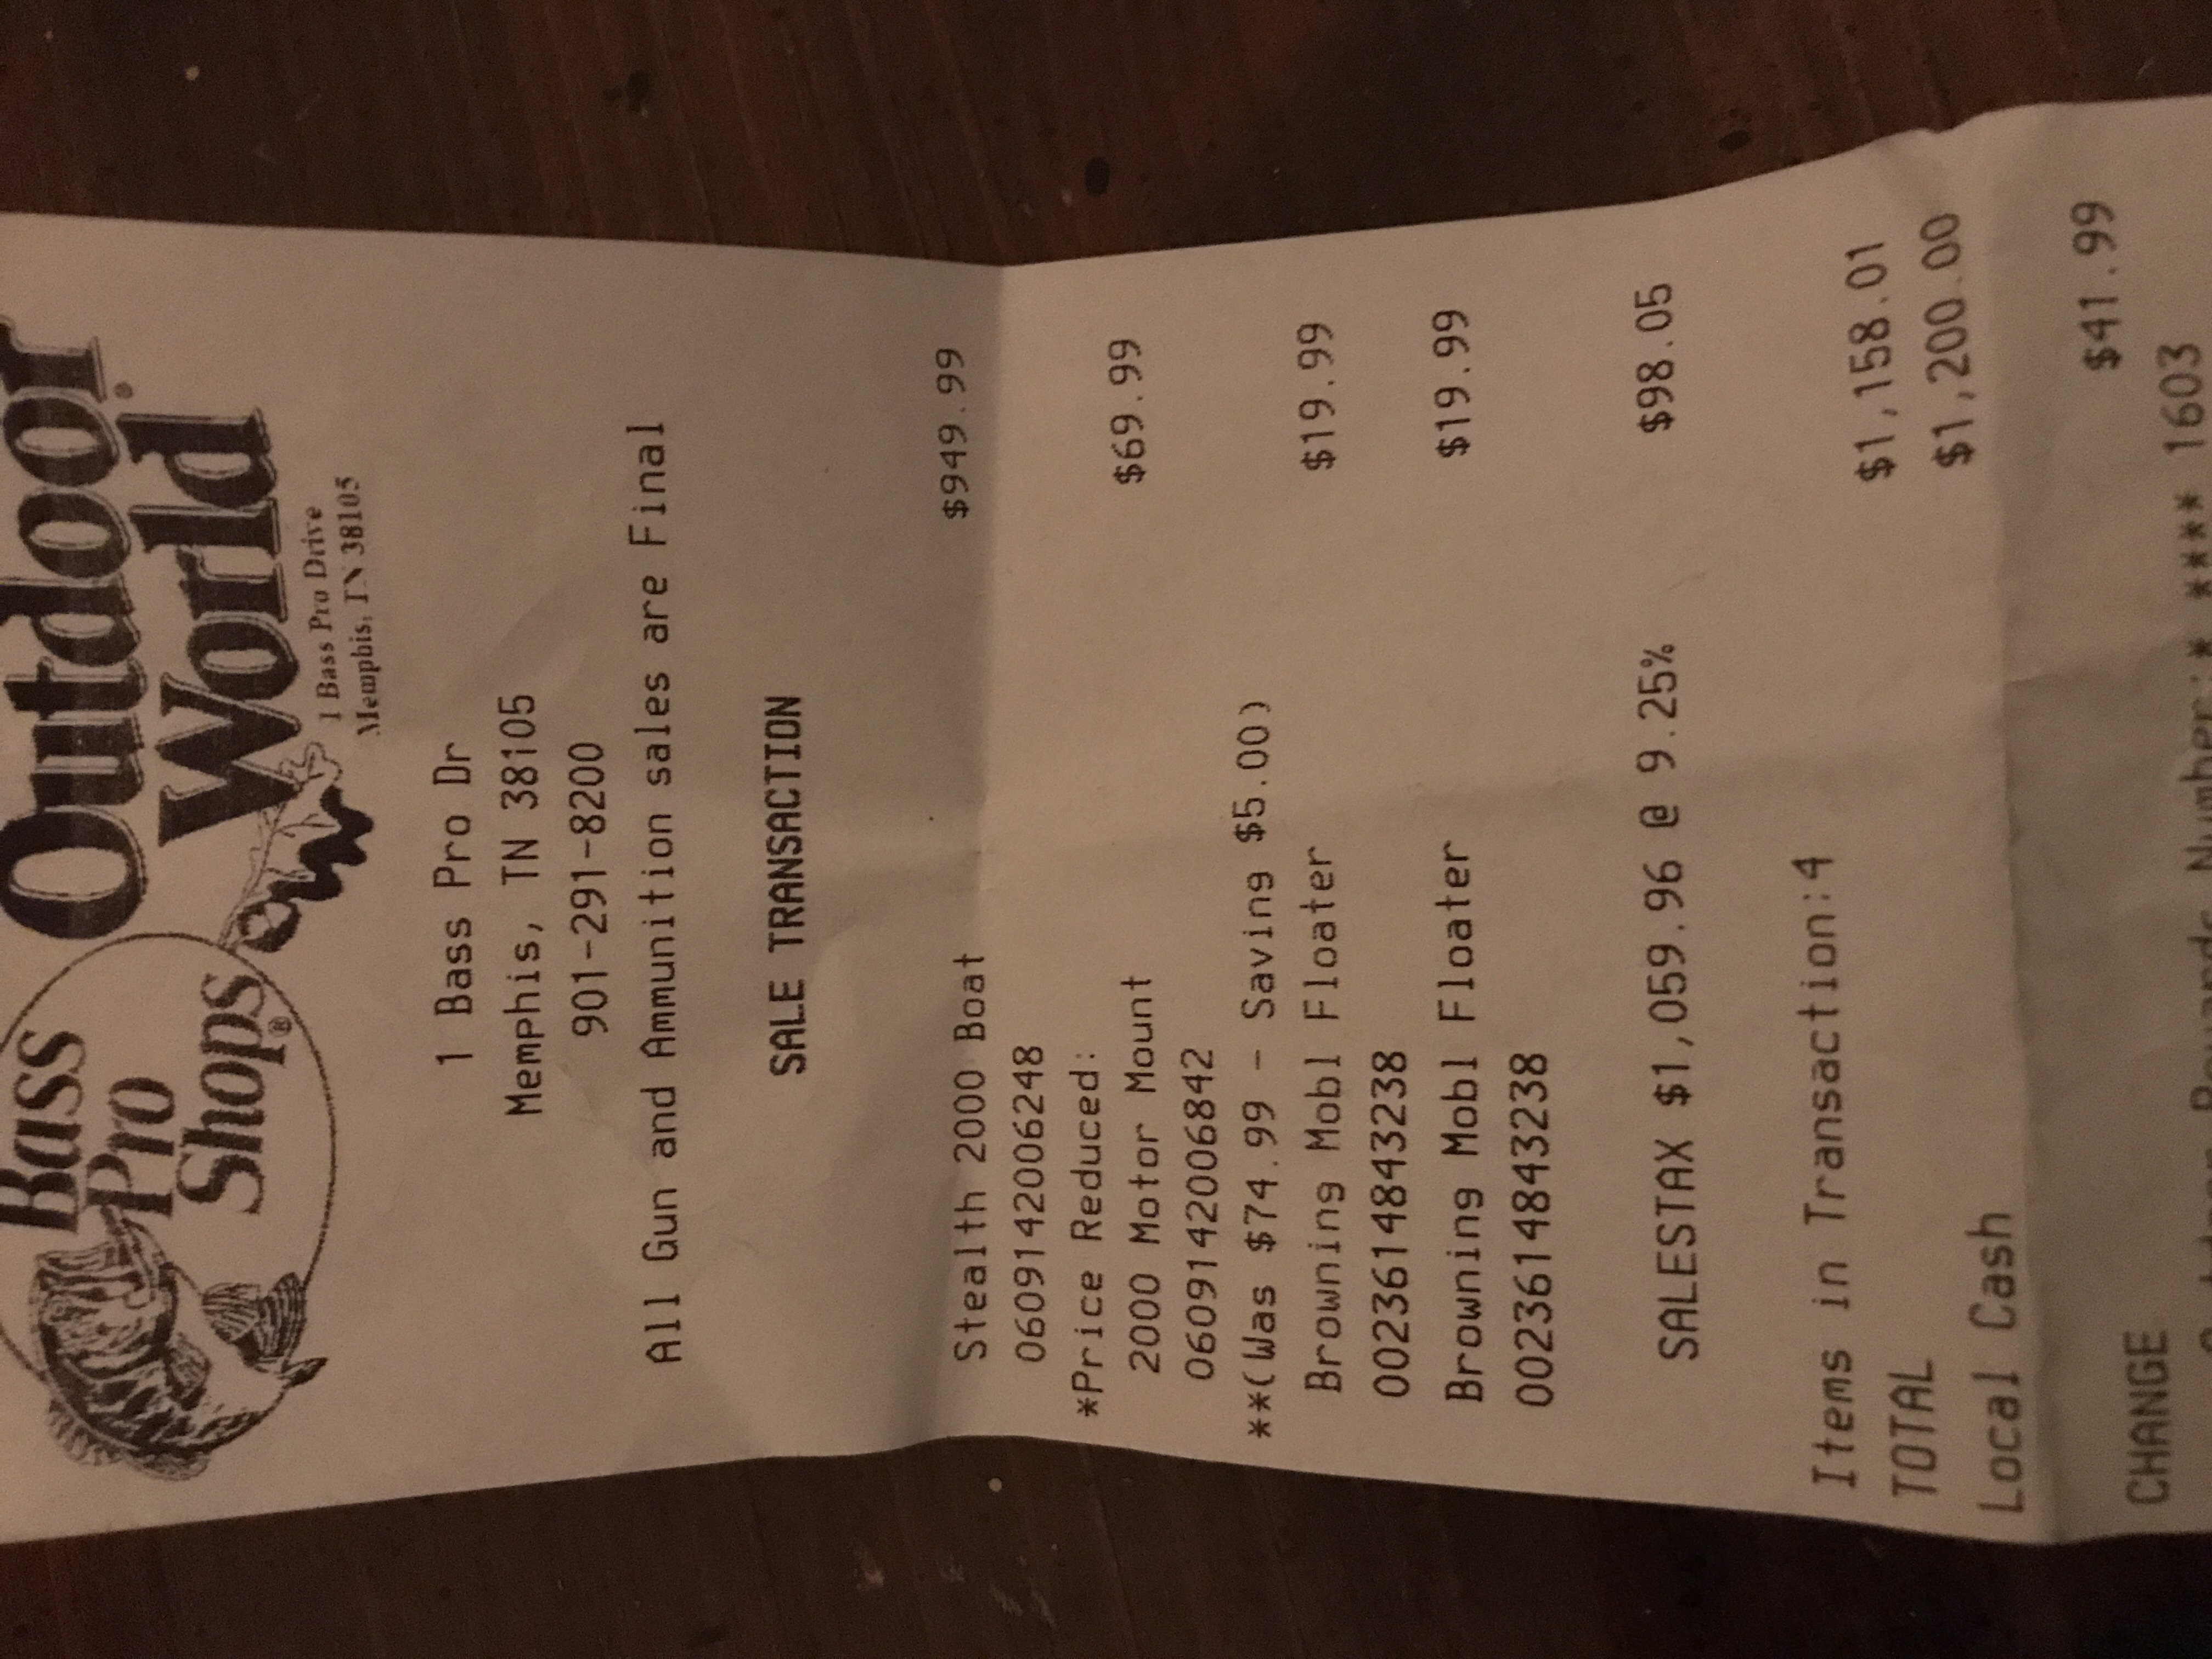 Bass
Pro
Shops®
Outdoor
World®
1 Bass Pro Drive
Memphis, TN 38105
1 Bass Pro Dr
Memphis, TN 38105
901-291-8200
All Gun and Ammunition sales are Final
SALE TRANSACTION
Stealth 2000 Boat $949.99
0609142006248
*Price Reduced:
2000 Motor Mount $69.99
0609142006842
**(Was $74.99 - Saving $5.00)
Browning Mobl Floater $19.99
0023614843238
Browning Mobl Floater $19.99
0023614843238
SALESTAX $1,059.96 @ 9.25% $98.05
Items in Transaction:4
TOTAL $1,158.01
Local Cash $1,200.00
CHANGE $41.99
Rewards Number:* **** 1603